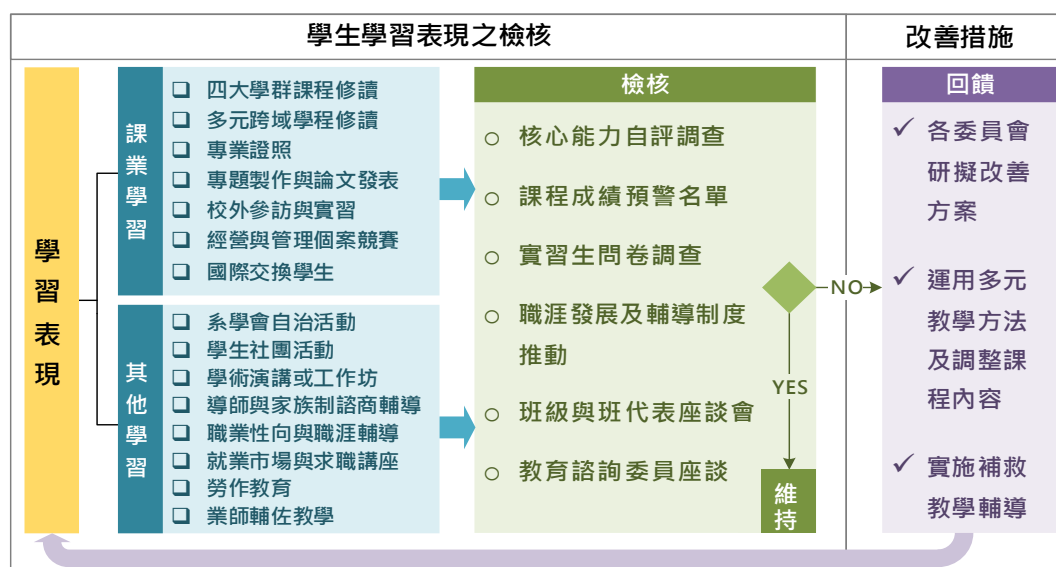 學生學習表現之檢核
改善措施
學習表現
課業學習
四大學群課程修讀
多元跨域學程修讀
專業證照
專題製作與論文發表
校外參訪與實習
經營與管理個案競賽
國際交換學生
其他學習
系學會自治活動
學生社團活動
學術演講或工作坊
導師與家族制諮商輔導
職業性向與職涯輔導
就業市場與求職講座
勞作教育
業師輔佐教學
檢核
核心能力自評調查
課程成績預警名單
實習生問卷調查
職涯發展及輔導制度
推動
班級與班代表座談會
教育諮詢委員座談
NO
YES
維持
回饋
各委員會
研擬改善
方案
運用多元
教學方法
及調整課
程內容
實施補救
教學輔導